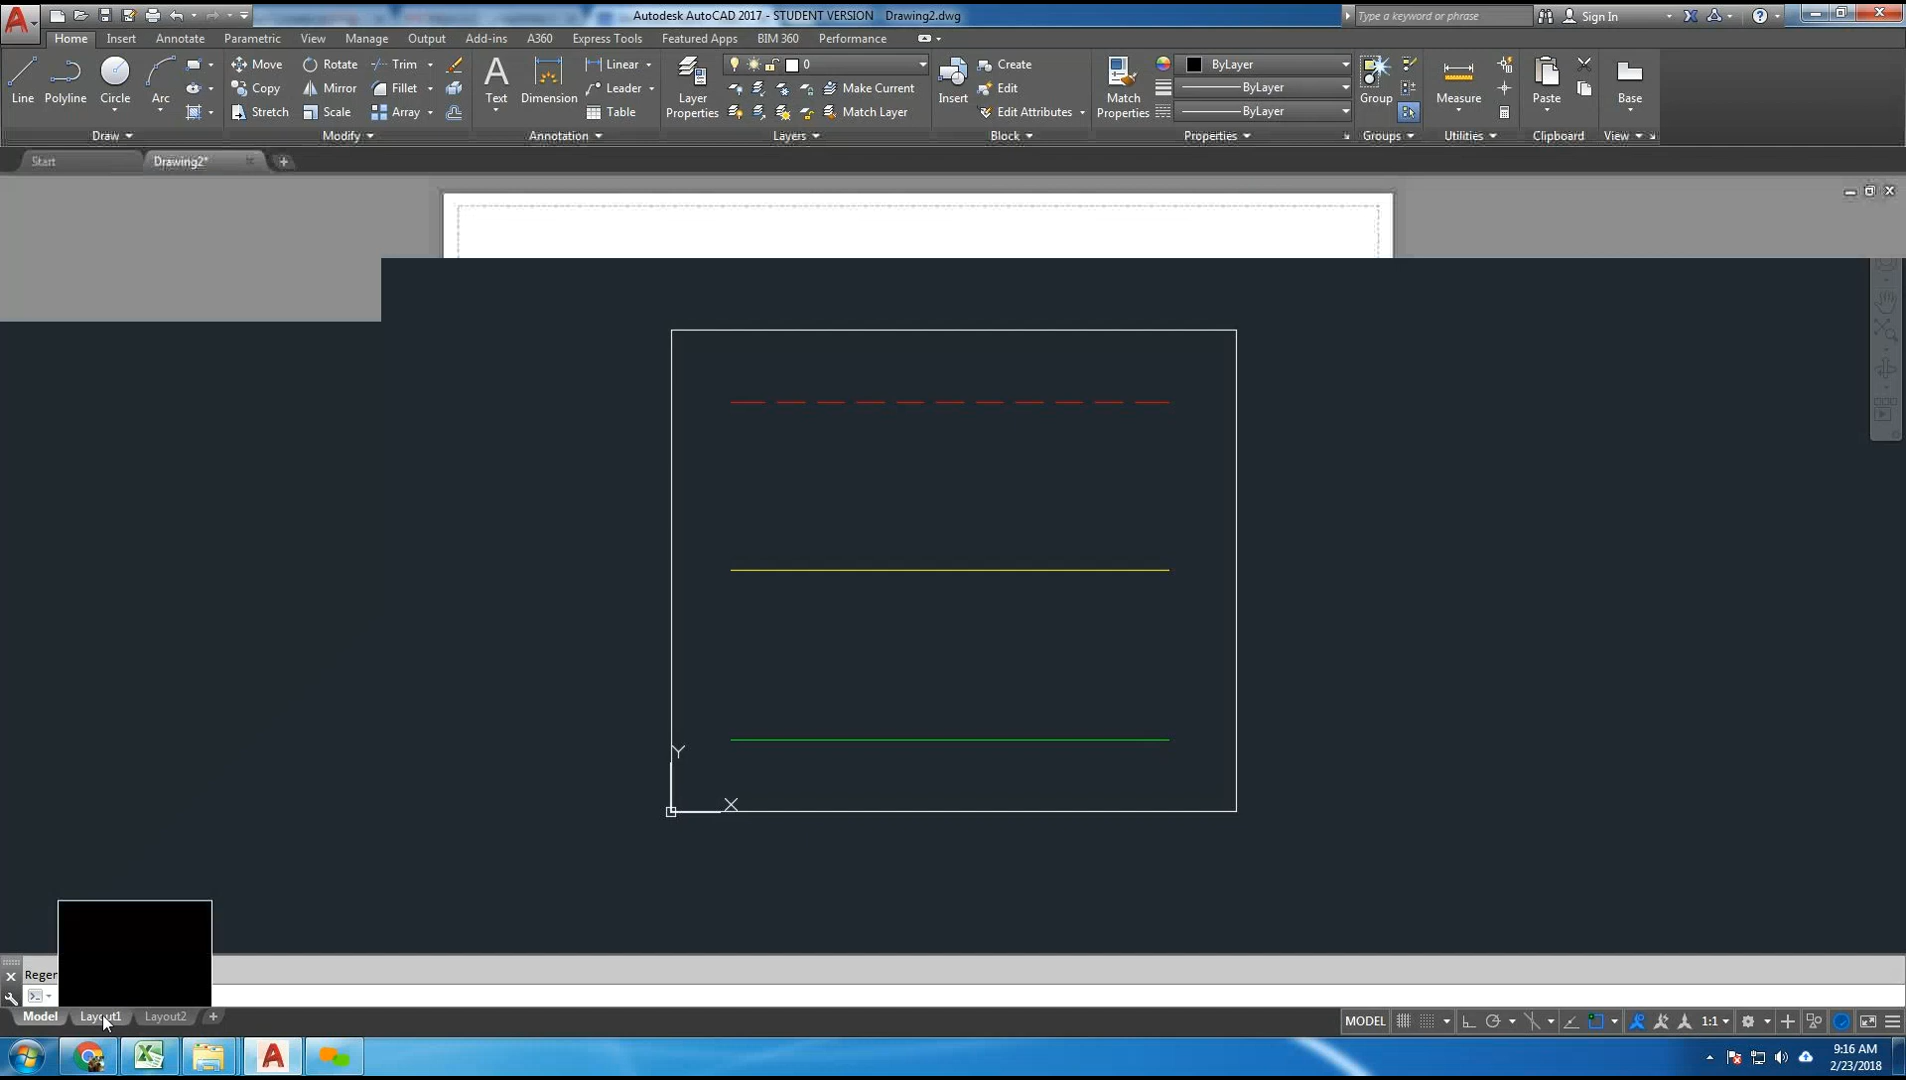 Autodesk AutoCAD 2017 - STUDENT VERSION Drawing2.dwg
Type a keyword or phrase
Sign In
Home Insert Annotate Parametric View Manage Output Add-ins A360 Express Tools Featured Apps BIM 360 Performance
Line
Polyline
Circle
Arc
Draw
Move
Rotate
Trim
Copy
Mirror
Fillet
Stretch
Scale
Array
Modify
Text
Dimension
Linear
Leader
Table
Annotation
Layer
Properties
0
Make Current
Match Layer
Layers
Insert
Create
Edit
Edit Attributes
Block
Match
Properties
ByLayer
ByLayer
ByLayer
Properties
Group
Groups
Measure
Utilities
Paste
Clipboard
Base
View
Start
Drawing2*
Y
X
Reger
Model Layout1 Layout2
MODEL
1:1
9:16 AM
2/23/2018